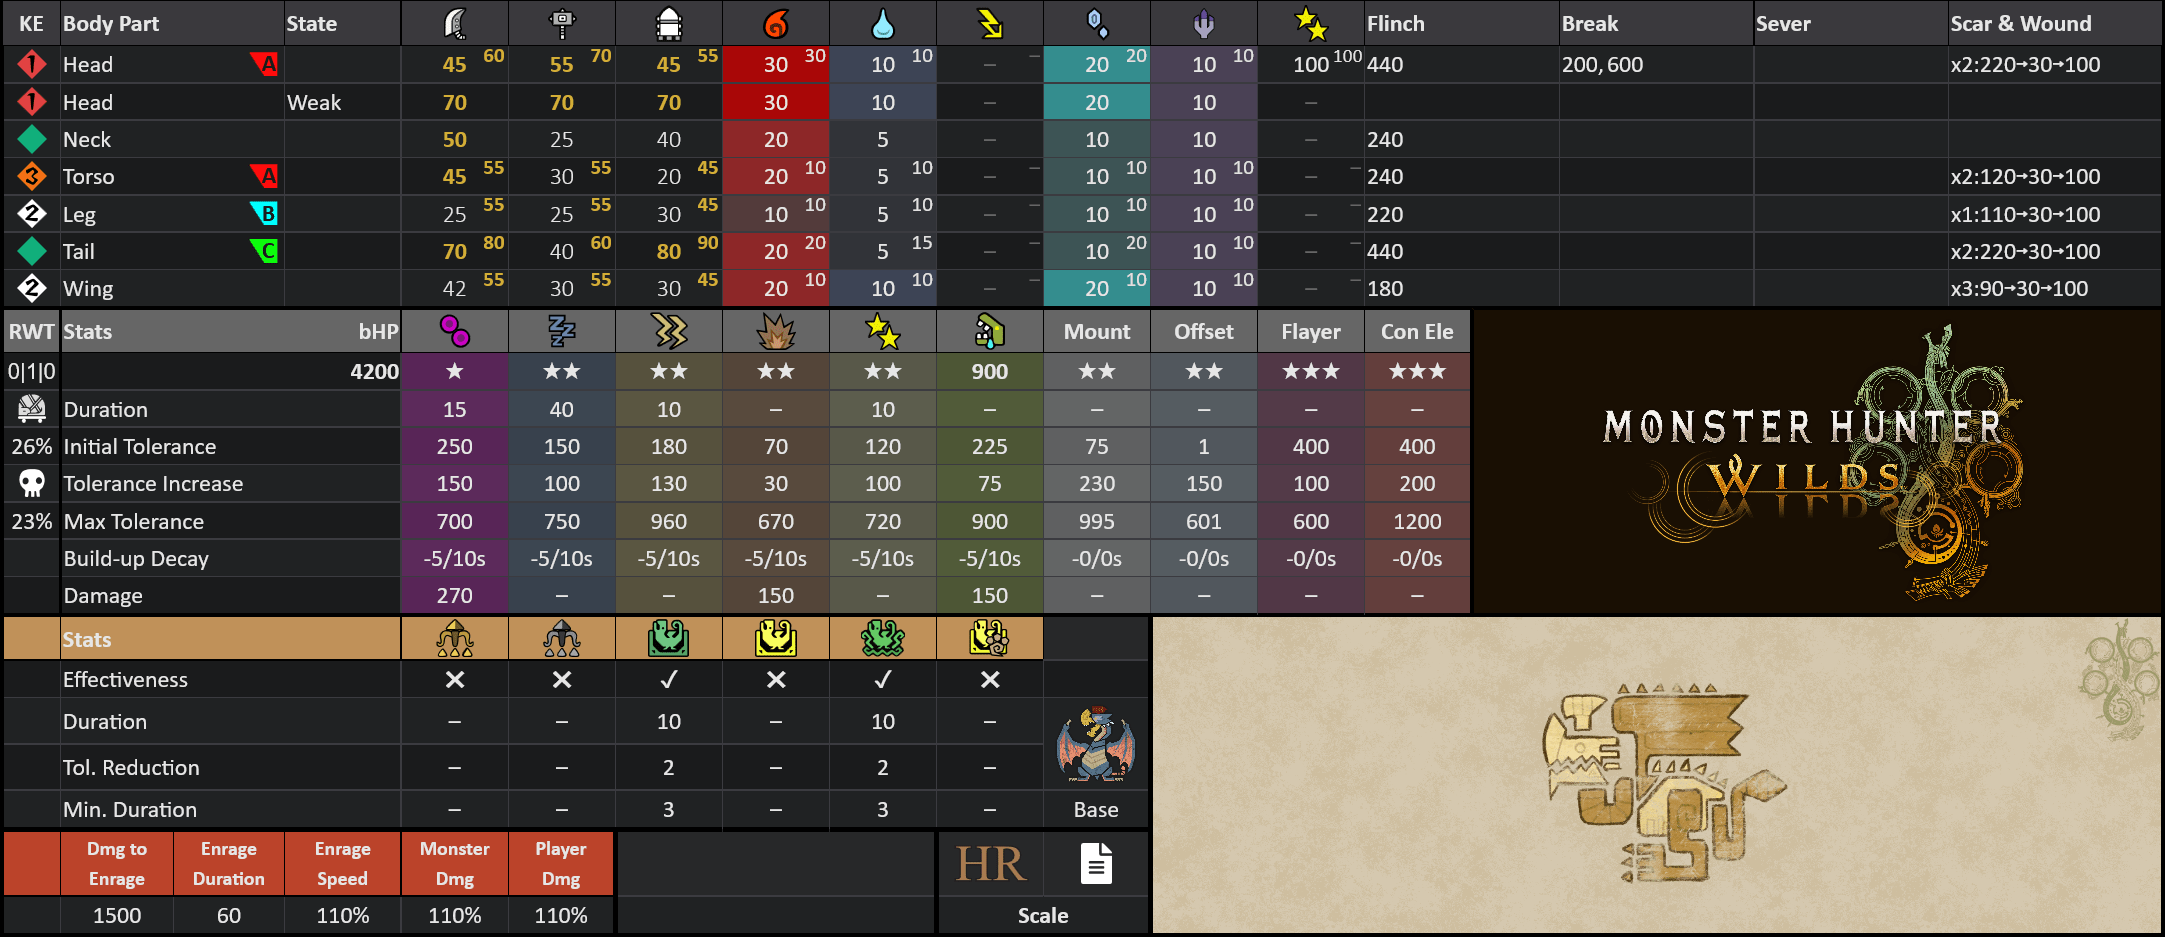 KE Body Part State Flinch Break Sever Scar & Wound
1 Head A 45 60 55 70 45 55 30 30 10 10 – – 20 20 10 10 100 100 440 200, 600 x2:220→30→100
1 Head Weak 70 70 70 30 10 – 20 10 –
Neck 50 25 40 20 5 – 10 10 – 240
3 Torso A 45 55 30 55 20 45 20 10 5 10 – – 10 10 10 10 – – 240 x2:120→30→100
2 Leg B 25 55 25 55 30 45 10 10 5 10 – – 10 10 10 10 – – 220 x1:110→30→100
Tail C 70 80 40 60 80 90 20 20 5 15 – – 10 20 10 10 – – 440 x2:220→30→100
2 Wing 42 55 30 55 30 45 20 10 10 10 – – 20 10 10 10 – – 180 x3:90→30→100
RWT Stats bHP Mount Offset Flayer Con Ele
0|1|0 4200 ★ ★★ ★★ ★★ ★★ 900 ★★ ★★ ★★★ ★★★
Duration 15 40 10 – 10 – – – – –
26% Initial Tolerance 250 150 180 70 120 225 75 1 400 400
Tolerance Increase 150 100 130 30 100 75 230 150 100 200
23% Max Tolerance 700 750 960 670 720 900 995 601 600 1200
Build-up Decay -5/10s -5/10s -5/10s -5/10s -5/10s -5/10s -0/0s -0/0s -0/0s -0/0s
Damage 270 – – 150 – 150 – – – –
MONSTER HUNTER
WILDS
Stats
Effectiveness ✕ ✕ ✓ ✕ ✓ ✕
Duration – – 10 – 10 –
Tol. Reduction – – 2 – 2 –
Min. Duration – – 3 – 3 – Base
Dmg to Enrage Enrage Monster Player
Enrage Duration Speed Dmg Dmg
HR
1500 60 110% 110% 110% Scale